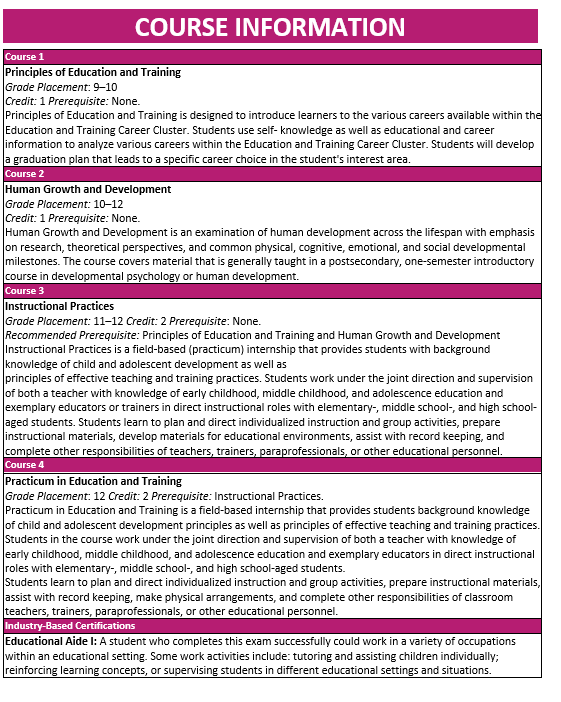 COURSE INFORMATION
Course 1
Principles of Education and Training
Grade Placement: 9–10
Credit: 1 Prerequisite: None.
Principles of Education and Training is designed to introduce learners to the various careers available within the
Education and Training Career Cluster. Students use self- knowledge as well as educational and career
information to analyze various careers within the Education and Training Career Cluster. Students will develop
a graduation plan that leads to a specific career choice in the student's interest area.
Course 2
Human Growth and Development
Grade Placement: 10–12
Credit: 1 Prerequisite: None.
Human Growth and Development is an examination of human development across the lifespan with emphasis
on research, theoretical perspectives, and common physical, cognitive, emotional, and social developmental
milestones. The course covers material that is generally taught in a postsecondary, one-semester introductory
course in developmental psychology or human development.
Course 3
Instructional Practices
Grade Placement: 11–12 Credit: 2 Prerequisite: None.
Recommended Prerequisite: Principles of Education and Training and Human Growth and Development
Instructional Practices is a field-based (practicum) internship that provides students with background
knowledge of child and adolescent development as well as
principles of effective teaching and training practices. Students work under the joint direction and supervision
of both a teacher with knowledge of early childhood, middle childhood, and adolescence education and
exemplary educators or trainers in direct instructional roles with elementary-, middle school-, and high school-
aged students. Students learn to plan and direct individualized instruction and group activities, prepare
instructional materials, develop materials for educational environments, assist with record keeping, and
complete other responsibilities of teachers, trainers, paraprofessionals, or other educational personnel.
Course 4
Practicum in Education and Training
Grade Placement: 12 Credit: 2 Prerequisite: Instructional Practices.
Practicum in Education and Training is a field-based internship that provides students background knowledge
of child and adolescent development principles as well as principles of effective teaching and training practices.
Students in the course work under the joint direction and supervision of both a teacher with knowledge of
early childhood, middle childhood, and adolescence education and exemplary educators in direct instructional
roles with elementary-, middle school-, and high school-aged students.
Students learn to plan and direct individualized instruction and group activities, prepare instructional materials,
assist with record keeping, make physical arrangements, and complete other responsibilities of classroom
teachers, trainers, paraprofessionals, or other educational personnel.
Industry-Based Certifications
Educational Aide I: A student who completes this exam successfully could work in a variety of occupations
within an educational setting. Some work activities include: tutoring and assisting children individually;
reinforcing learning concepts, or supervising students in different educational settings and situations.